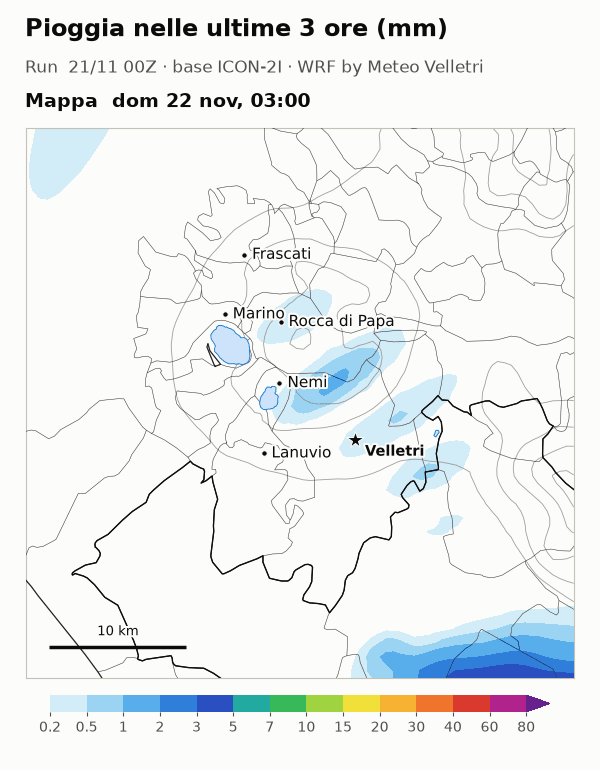 Pioggia nelle ultime 3 ore (mm)
Run 21/11 00Z · base ICON-2I · WRF by Meteo Velletri
Mappa dom 22 nov, 03:00
Frascati
Marino
Rocca di Papa
Nemi
Velletri
Lanuvio
10 km
0.2 0.5 1 2 3 5 7 10 15 20 30 40 60 80